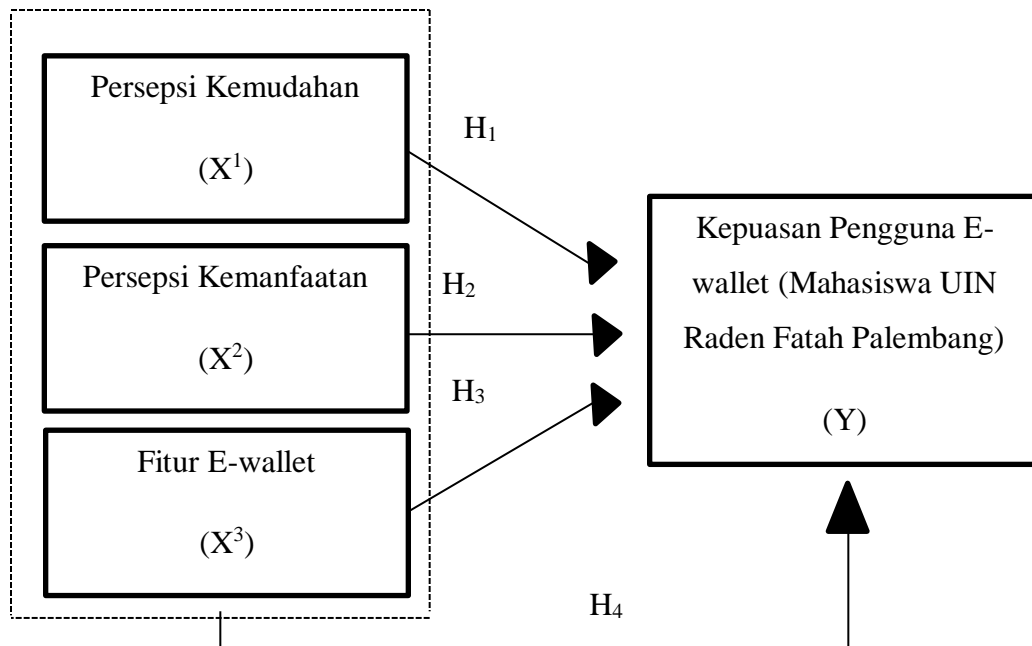 Persepsi Kemudahan
(X¹)
H₁
Persepsi Kemanfaatan
(X²)
H₂
Fitur E-wallet
(X³)
H₃
Kepuasan Pengguna E-
wallet (Mahasiswa UIN
Raden Fatah Palembang)
(Y)
H₄